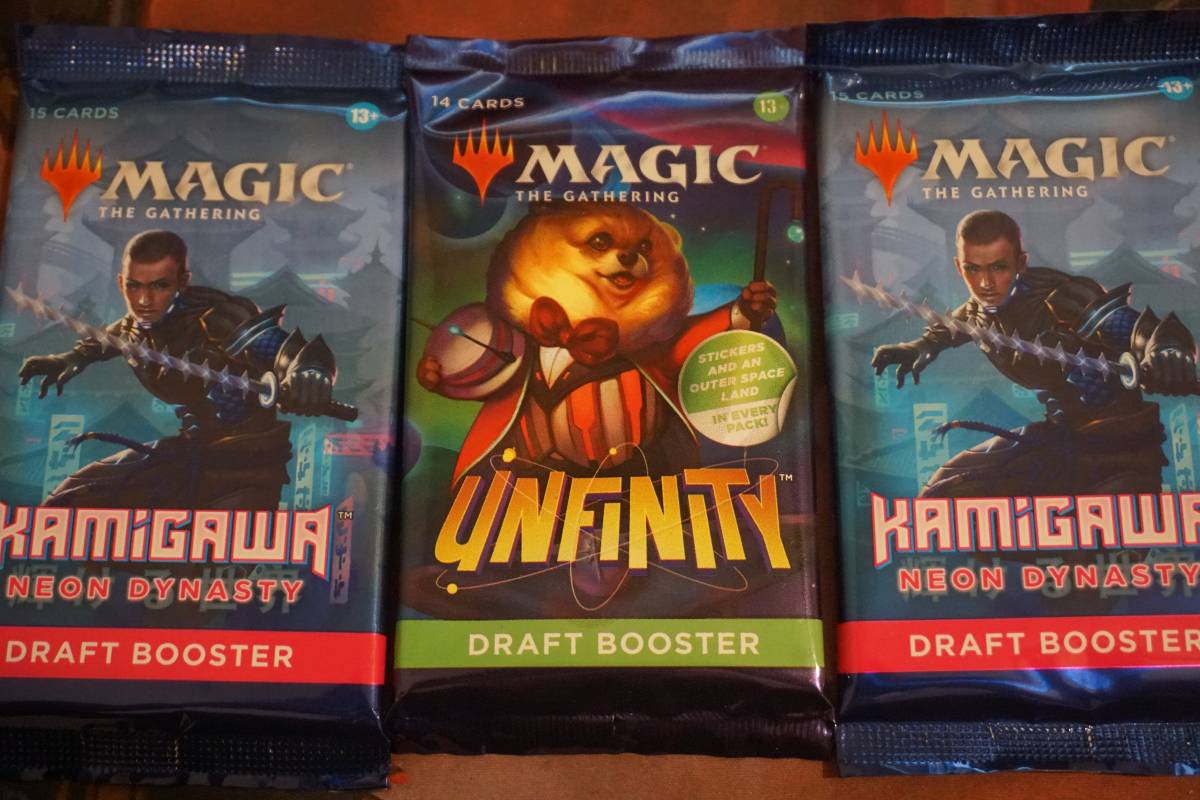 15 CARDS
13+
MAGIC
THE GATHERING
KAMIGAWA™
NEON DYNASTY
DRAFT BOOSTER
14 CARDS
13+
MAGIC
THE GATHERING
STICKERS
AND AN
OUTER SPACE
LAND
IN EVERY
PACK!
UNFINITY™
DRAFT BOOSTER
15 CARDS
13+
MAGIC
THE GATHERING
KAMIGAWA
NEON DYNASTY
DRAFT BOOSTER